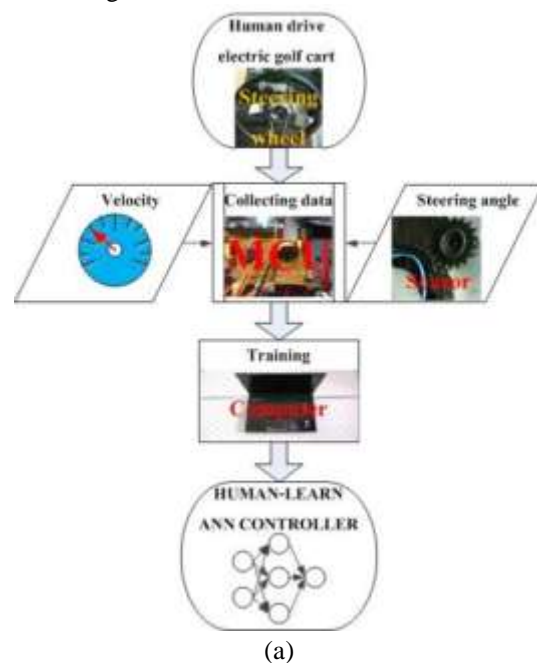 Human drive
electric golf cart
Steering
wheel
Velocity
Collecting data
Steering angle
MCU
Sensor
Training
Computer
HUMAN-LEARN
ANN CONTROLLER
(a)